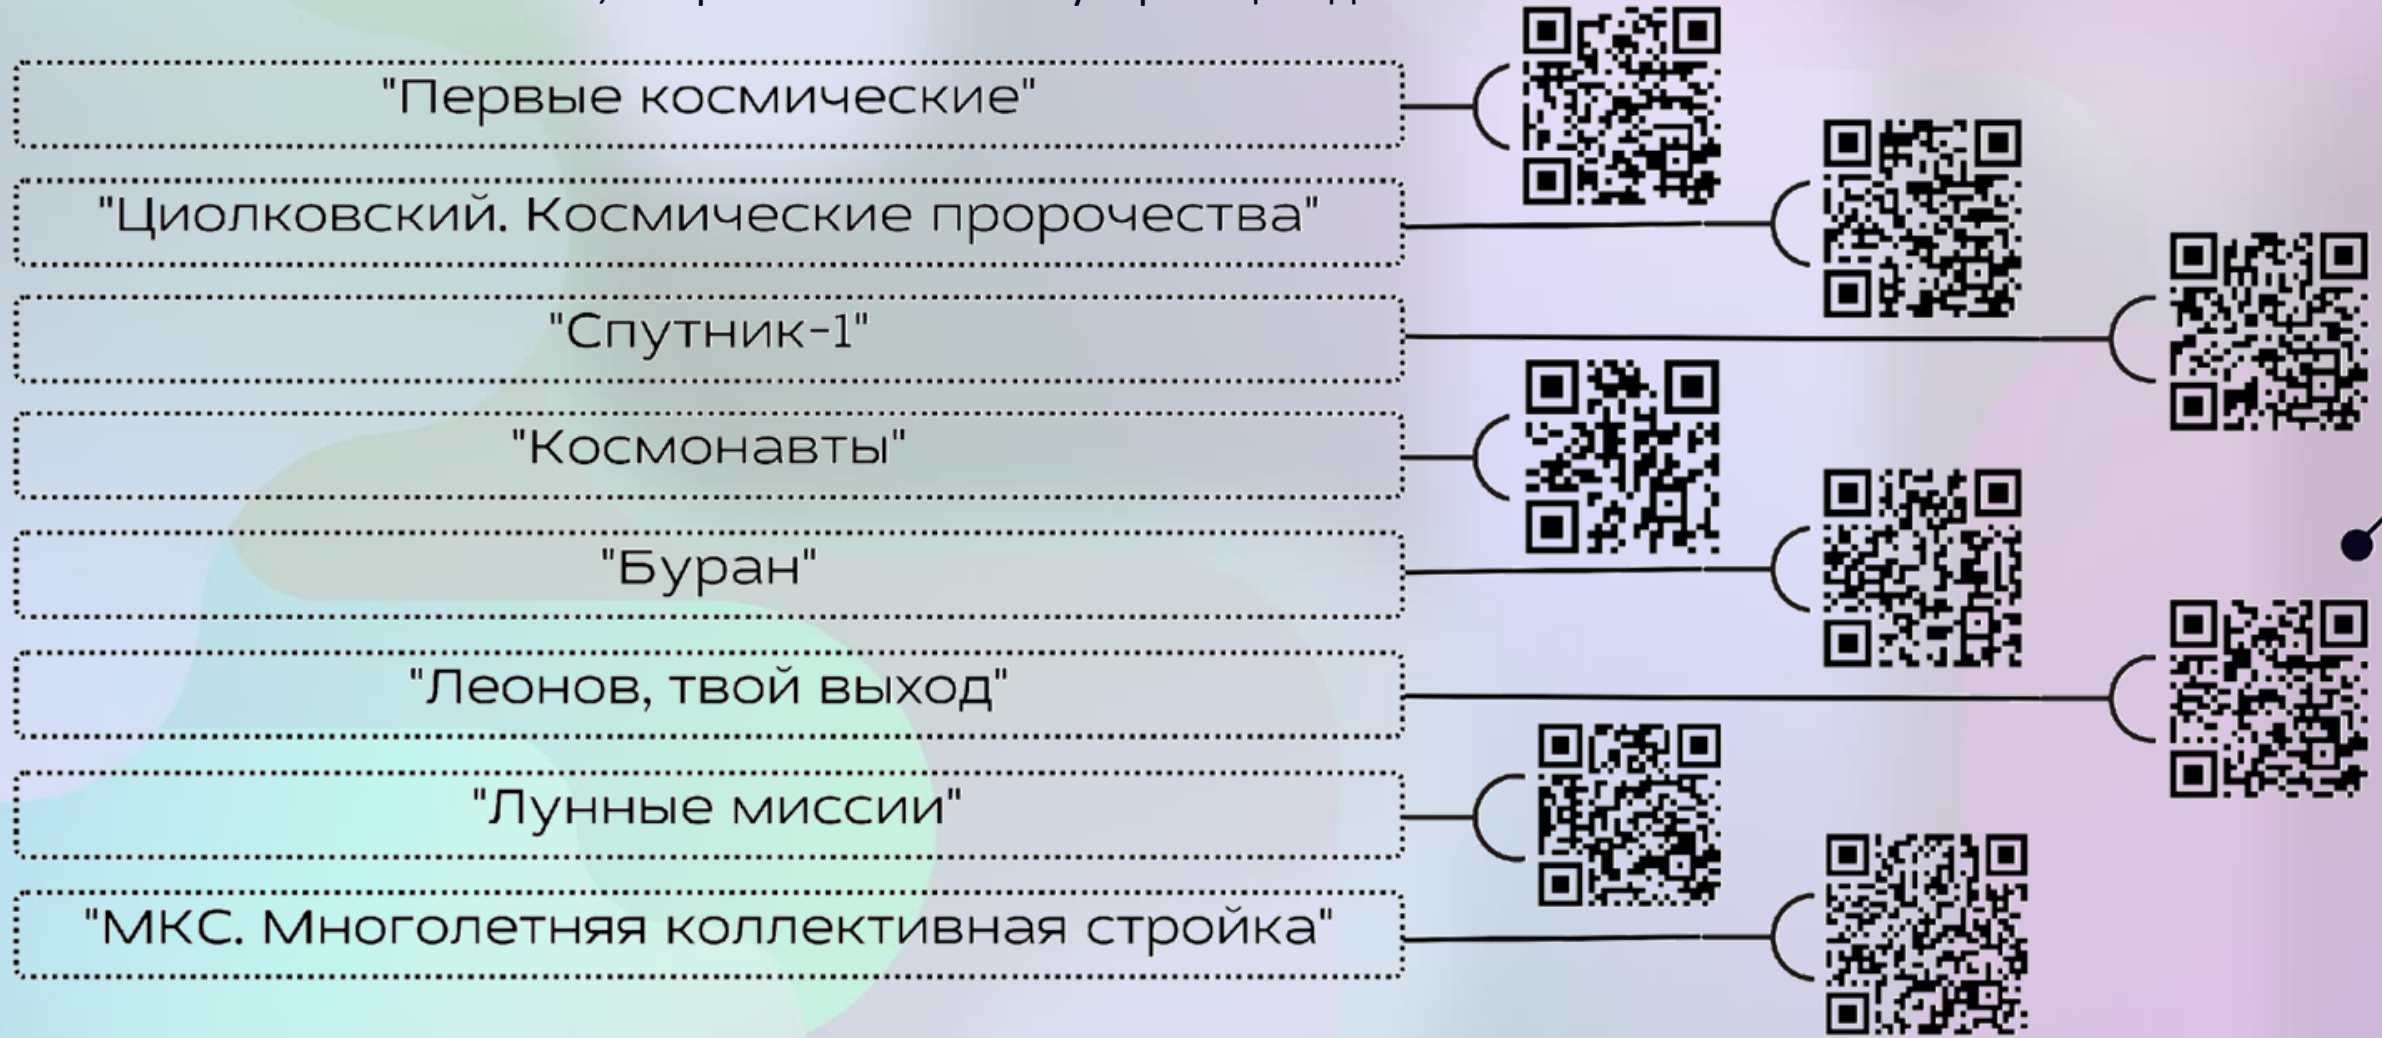 "Первые космические"
"Циолковский. Космические пророчества"
"Спутник-1"
"Космонавты"
"Буран"
"Леонов, твой выход"
"Лунные миссии"
"МКС. Многолетняя коллективная стройка"